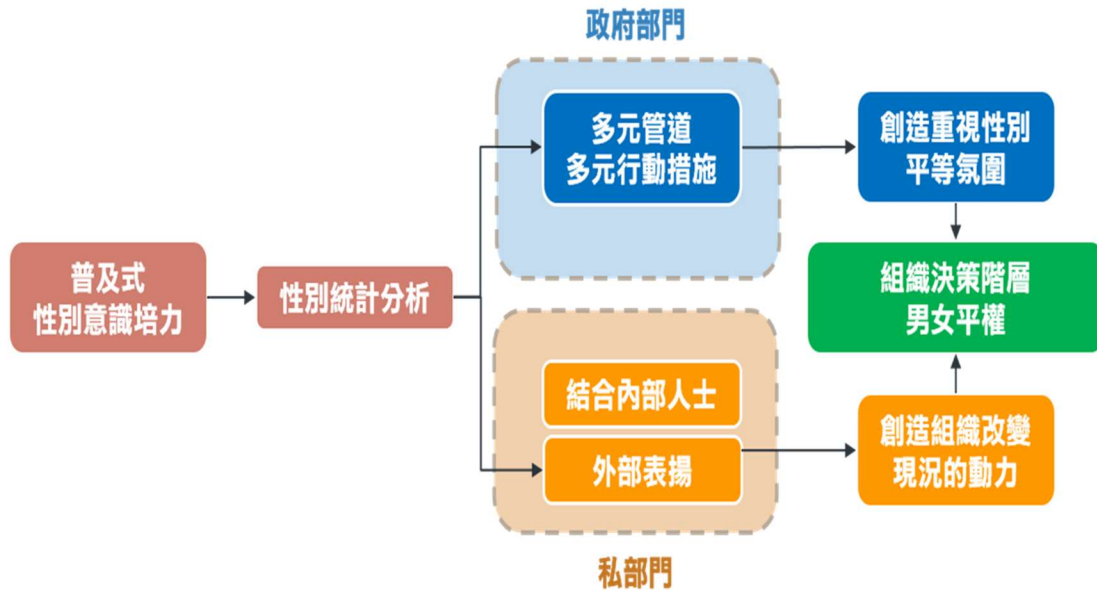 政府部門
多元管道
多元行動措施
創造重視性別
平等氛圍
普及式
性別意識培力
性別統計分析
組織決策階層
男女平權
結合內部人士
外部表揚
創造組織改變
現況的動力
私部門